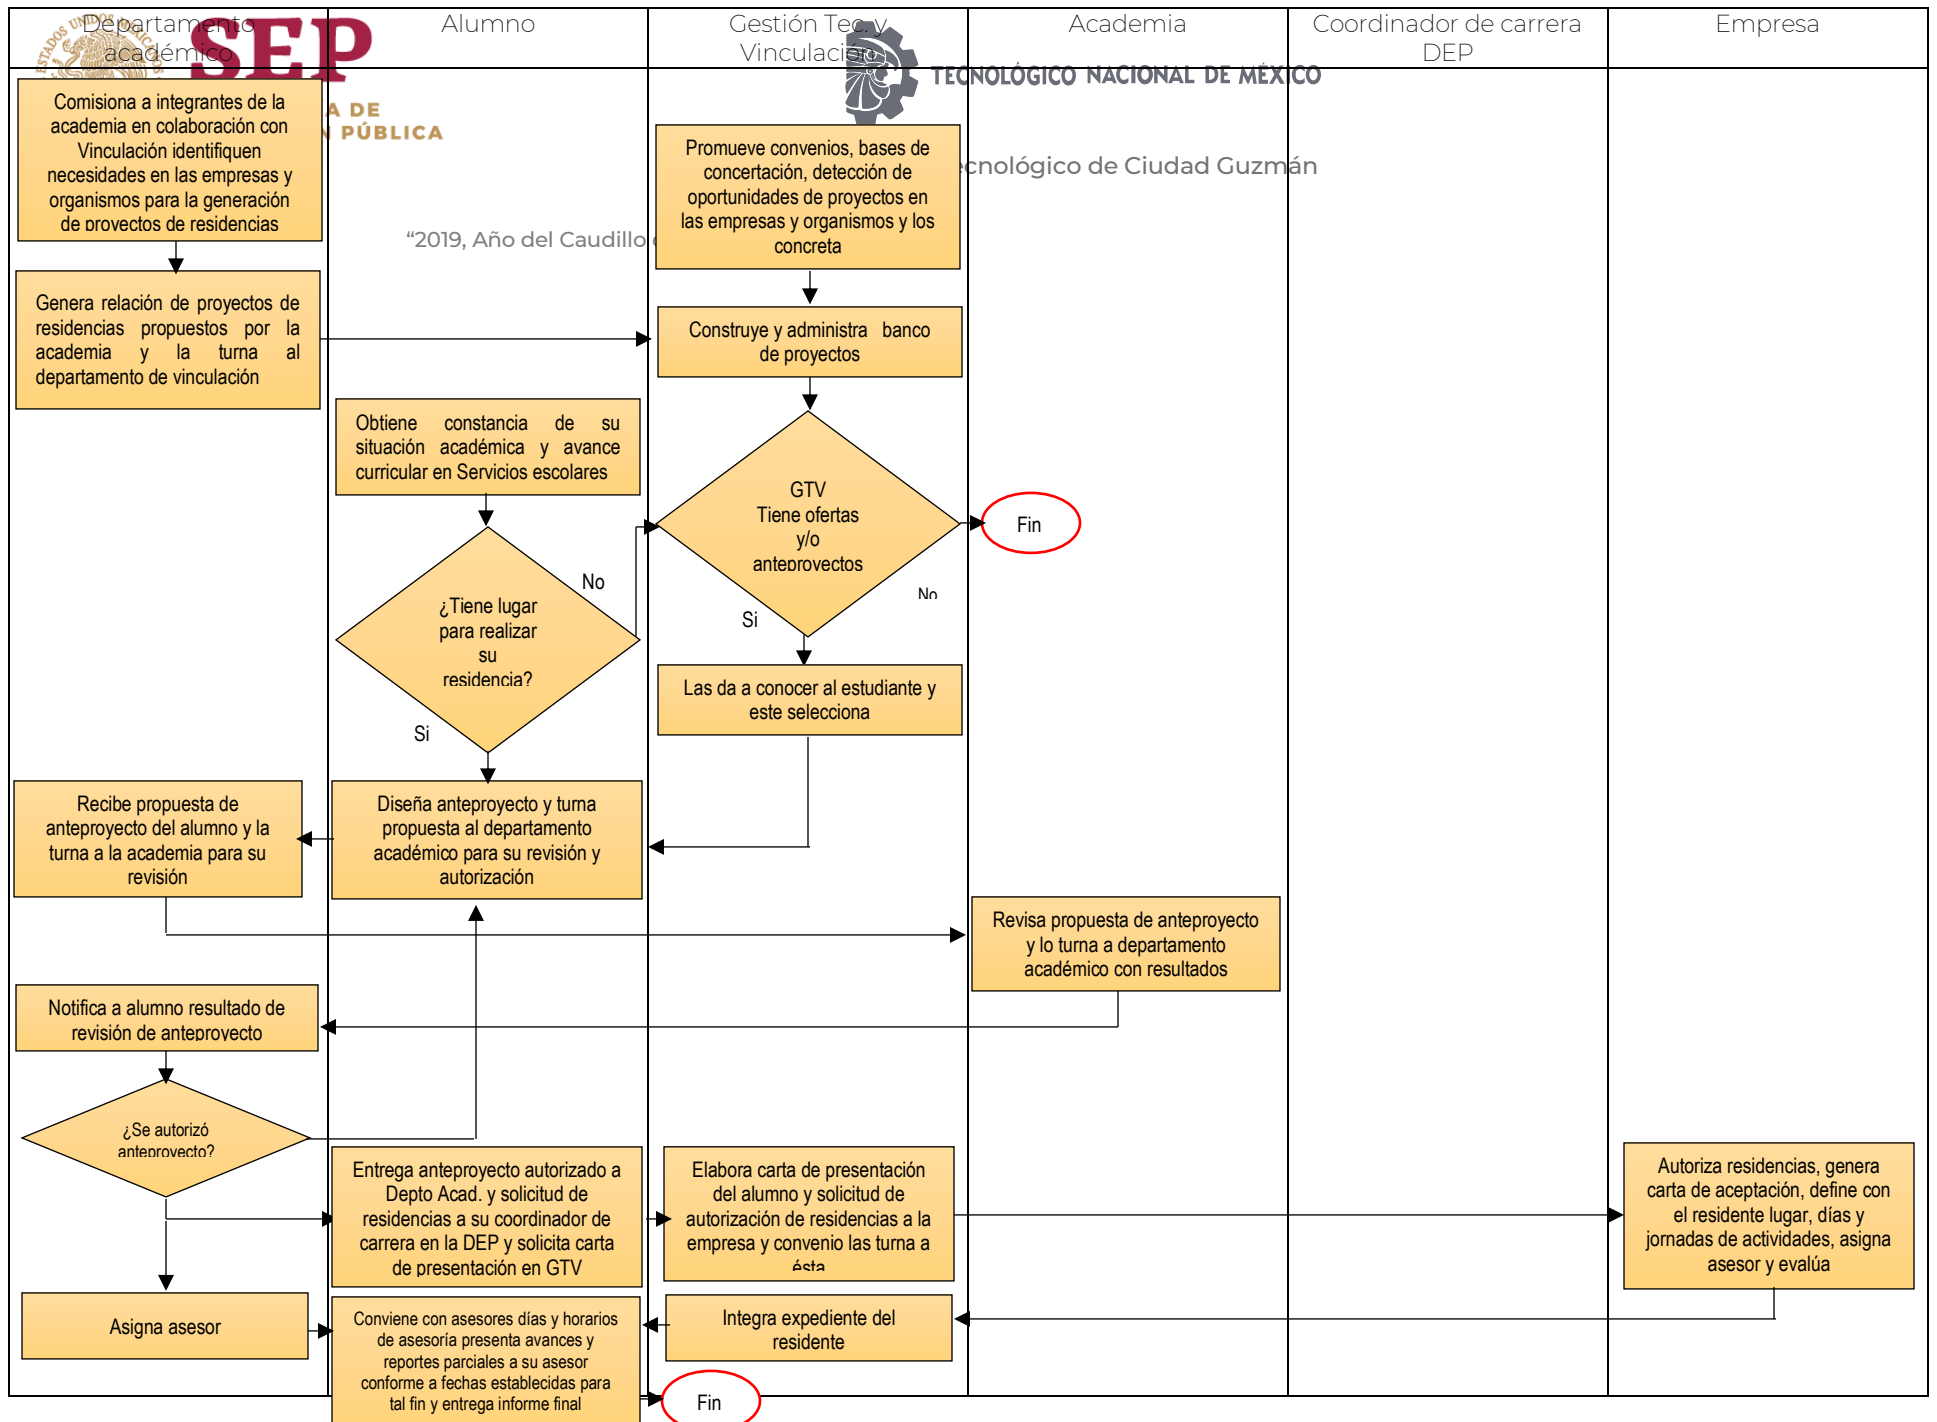 Departamento
académico
Alumno
Gestión Tec. y
Vinculación
Academia
Coordinador de carrera
DEP
Empresa
ESTADOS UNIDOS MEXICANOS
SEP
A DE
N PÚBLICA
TECNOLÓGICO NACIONAL DE MÉXICO
ecnológico de Ciudad Guzmán
“2019, Año del Caudillo
Comisiona a integrantes de la
academia en colaboración con
Vinculación identifiquen
necesidades en las empresas y
organismos para la generación
de proyectos de residencias
Promueve convenios, bases de
concertación, detección de
oportunidades de proyectos en
las empresas y organismos y los
concreta
Genera relación de proyectos de
residencias propuestos por la
academia y la turna al
departamento de vinculación
Construye y administra banco
de proyectos
Obtiene constancia de su
situación académica y avance
curricular en Servicios escolares
GTV
Tiene ofertas
y/o
anteproyectos
Fin
No
No
Si
¿Tiene lugar
para realizar
su
residencia?
Si
Las da a conocer al estudiante y
este selecciona
Recibe propuesta de
anteproyecto del alumno y la
turna a la academia para su
revisión
Diseña anteproyecto y turna
propuesta al departamento
académico para su revisión y
autorización
Revisa propuesta de anteproyecto
y lo turna a departamento
académico con resultados
Notifica a alumno resultado de
revisión de anteproyecto
¿Se autorizó
anteproyecto?
Entrega anteproyecto autorizado a
Depto Acad. y solicitud de
residencias a su coordinador de
carrera en la DEP y solicita carta
de presentación en GTV
Elabora carta de presentación
del alumno y solicitud de
autorización de residencias a la
empresa y convenio las turna a
ésta
Autoriza residencias, genera
carta de aceptación, define con
el residente lugar, días y
jornadas de actividades, asigna
asesor y evalúa
Asigna asesor
Conviene con asesores días y horarios
de asesoría presenta avances y
reportes parciales a su asesor
conforme a fechas establecidas para
tal fin y entrega informe final
Integra expediente del
residente
Fin